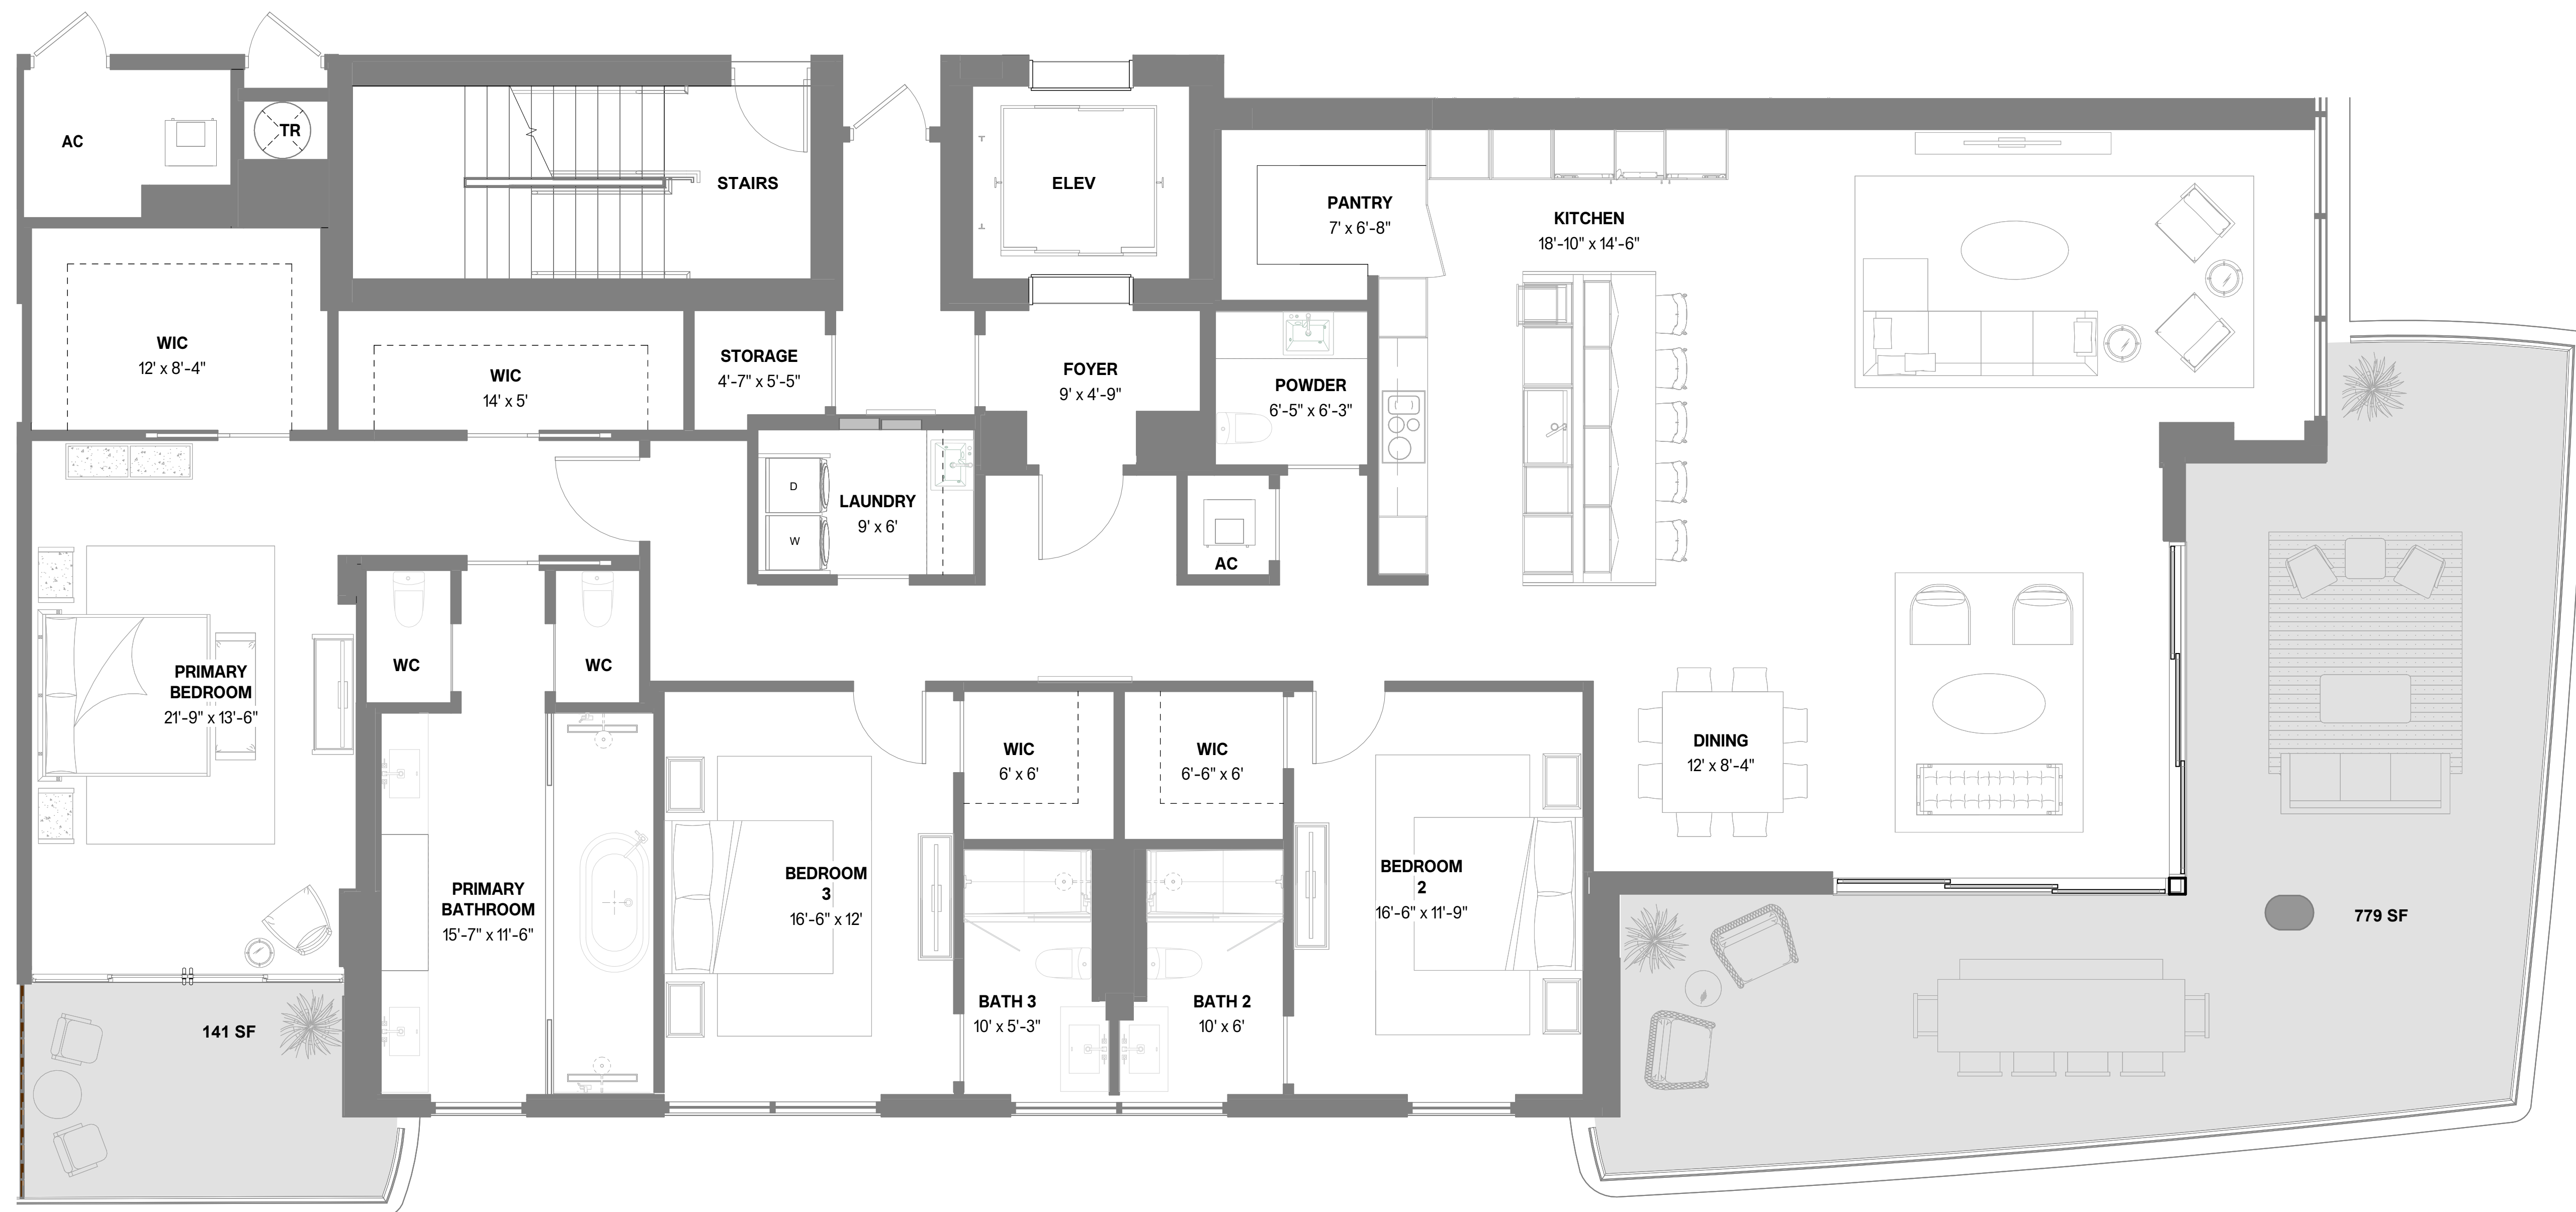 AC
TR
STAIRS
ELEV
PANTRY
7' x 6'-8"
KITCHEN
18'-10" x 14'-6"
WIC
12' x 8'-4"
WIC
14' x 5'
STORAGE
4'-7" x 5'-5"
FOYER
9' x 4'-9"
POWDER
6'-5" x 6'-3"
D
W
LAUNDRY
9' x 6'
AC
PRIMARY
BEDROOM
21'-9" x 13'-6"
WC
WC
WIC
6' x 6'
WIC
6'-6" x 6'
DINING
12' x 8'-4"
PRIMARY
BATHROOM
15'-7" x 11'-6"
BEDROOM
3
16'-6" x 12'
BEDROOM
2
16'-6" x 11'-9"
779 SF
BATH 3
10' x 5'-3"
BATH 2
10' x 6'
141 SF